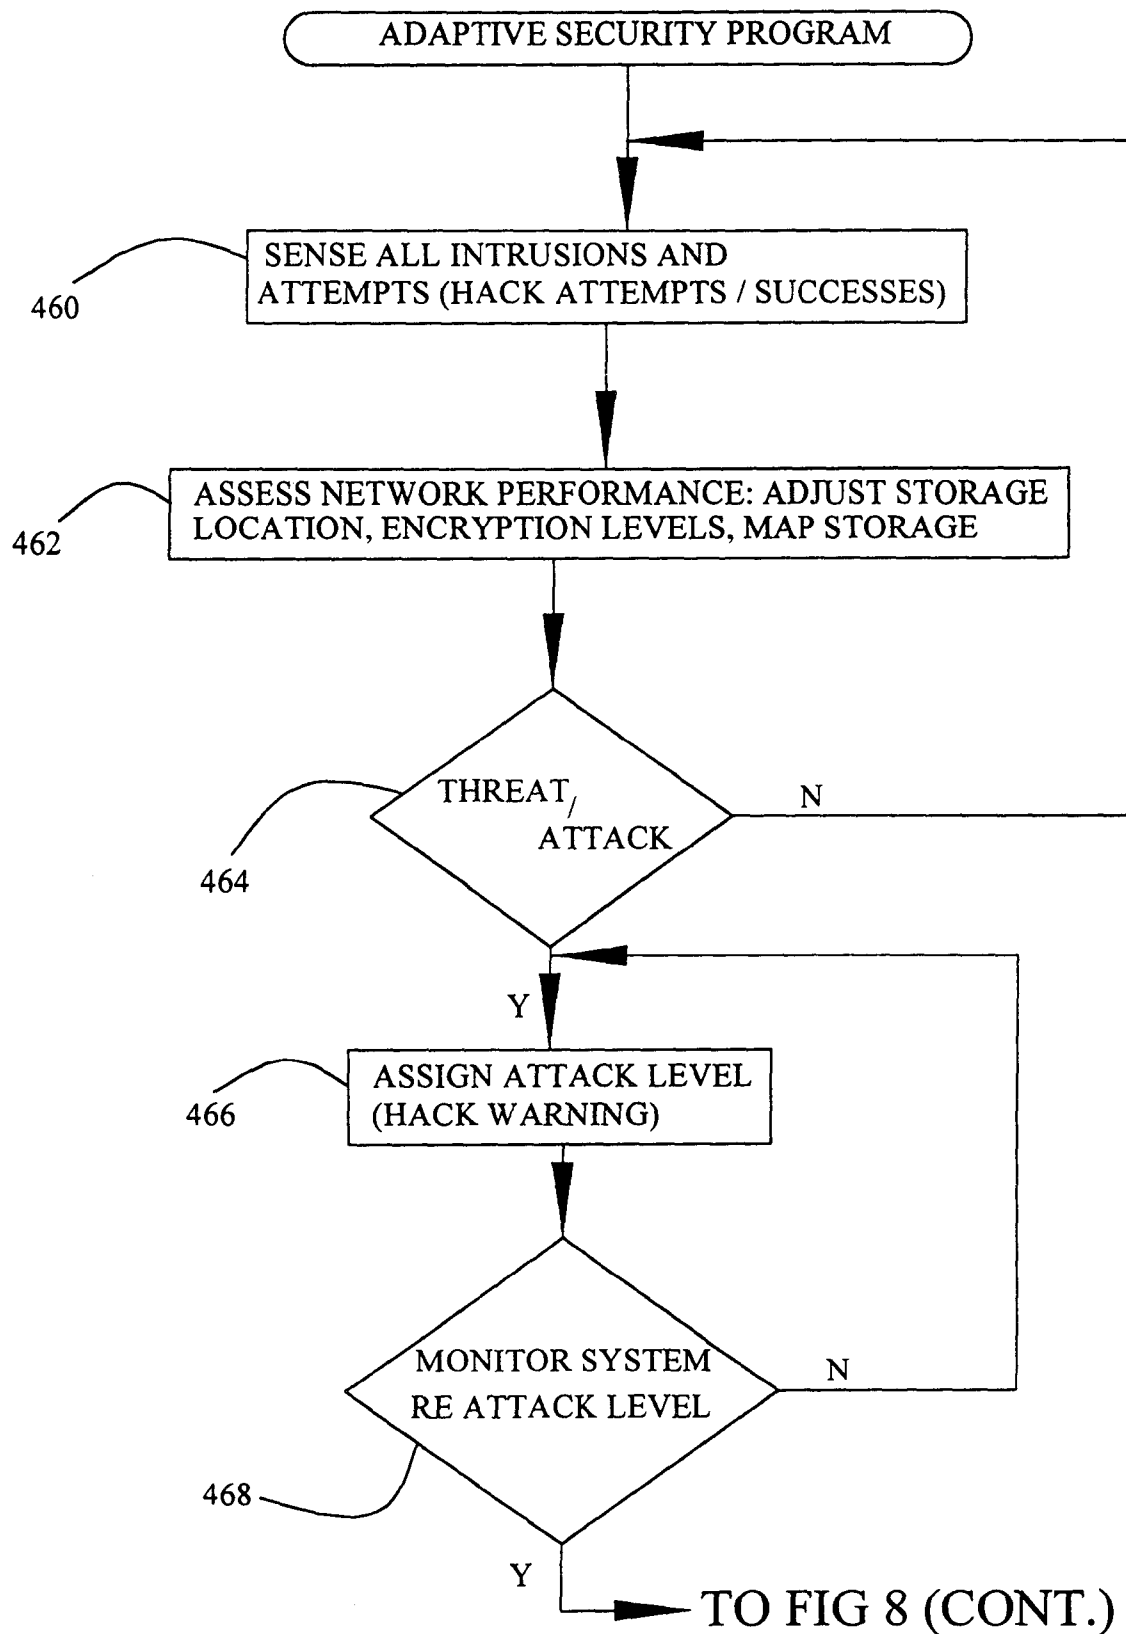 ADAPTIVE SECURITY PROGRAM
SENSE ALL INTRUSIONS AND
ATTEMPTS (HACK ATTEMPTS / SUCCESSES)
460
ASSESS NETWORK PERFORMANCE: ADJUST STORAGE
LOCATION, ENCRYPTION LEVELS, MAP STORAGE
462
THREAT/
ATTACK
N
464
Y
ASSIGN ATTACK LEVEL
(HACK WARNING)
466
MONITOR SYSTEM
RE ATTACK LEVEL
N
468
Y
TO FIG 8 (CONT.)